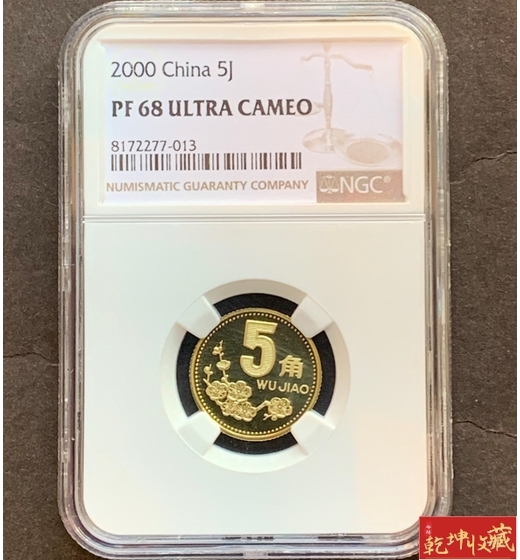 2000 China 5J
PF 68 ULTRA CAMEO
8172277-013
NUMISMATIC GUARANTY COMPANY
NGC®
5角
WU JIAO
乾坤收藏